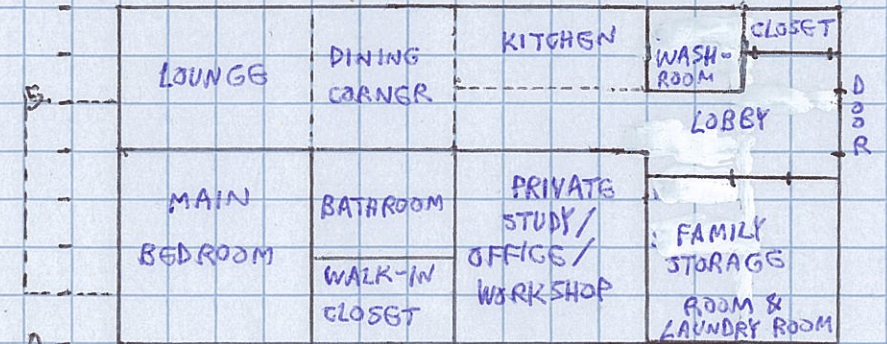 LOUNGE
DINING
CORNER
KITCHEN
WASH-
ROOM
CLOSET
LOBBY
DOOR
MAIN
BEDROOM
BATHROOM
WALK-IN
CLOSET
PRIVATE
STUDY/
OFFICE/
WORKSHOP
FAMILY
STORAGE
ROOM &
LAUNDRY ROOM